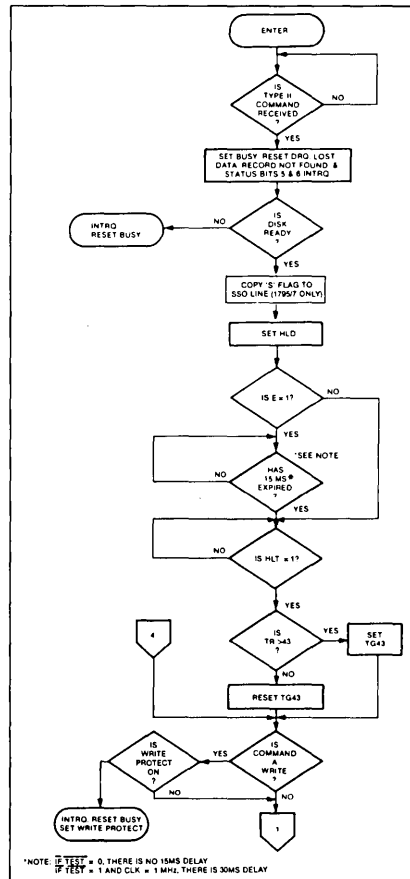 ENTER
IS
TYPE II
COMMAND
RECEIVED
?
NO
YES
SET BUSY RESET DRQ. LOST
DATA RECORD NOT FOUND &
STATUS BITS 5 & 6 INTRQ
INTRQ
RESET BUSY
NO
IS
DISK
READY
?
YES
COPY 'S' FLAG TO
SSO LINE (1795/7 ONLY)
SET HLD
IS E = 1?
NO
YES
*SEE NOTE
HAS
15 MS*
EXPIRED
?
NO
YES
NO
IS HLT = 1?
YES
4
IS
TR >43
?
YES
SET
TG43
NO
RESET TG43
IS
WRITE
PROTECT
ON
?
YES
IS
COMMAND
A
WRITE
?
NO
NO
INTRQ. RESET BUSY
SET WRITE PROTECT
1
*NOTE: IF TEST = 0, THERE IS NO 15MS DELAY
IF TEST = 1 AND CLK = 1 MHz, THERE IS 30MS DELAY